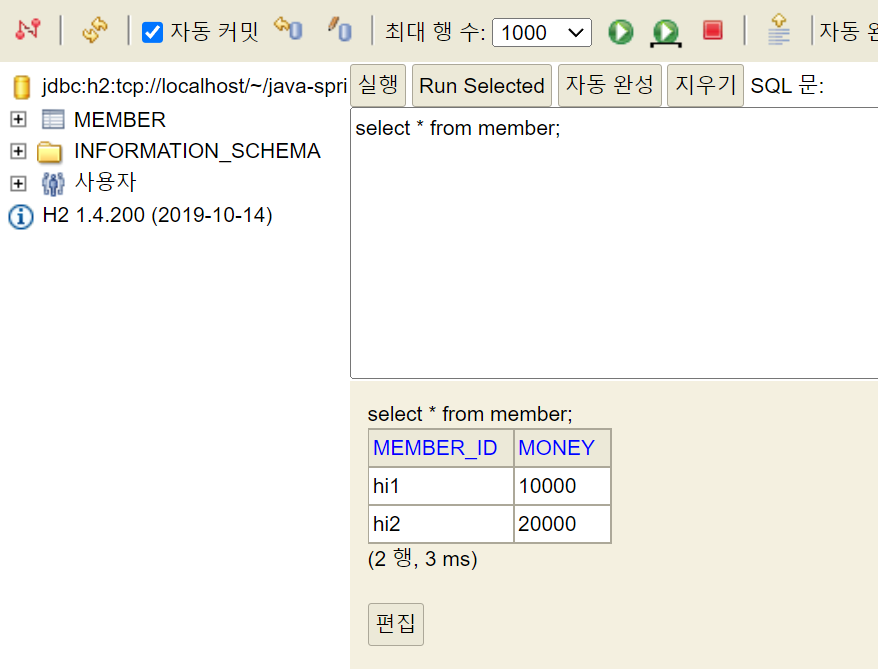 자동 커밋 최대 행 수: 1000 자동
jdbc:h2:tcp://localhost/~/java-spri
MEMBER
INFORMATION_SCHEMA
사용자
H2 1.4.200 (2019-10-14)
실행 Run Selected 자동 완성 지우기 SQL 문:
select * from member;
select * from member;
MEMBER_ID MONEY
hi1 10000
hi2 20000
(2 행, 3 ms)
편집